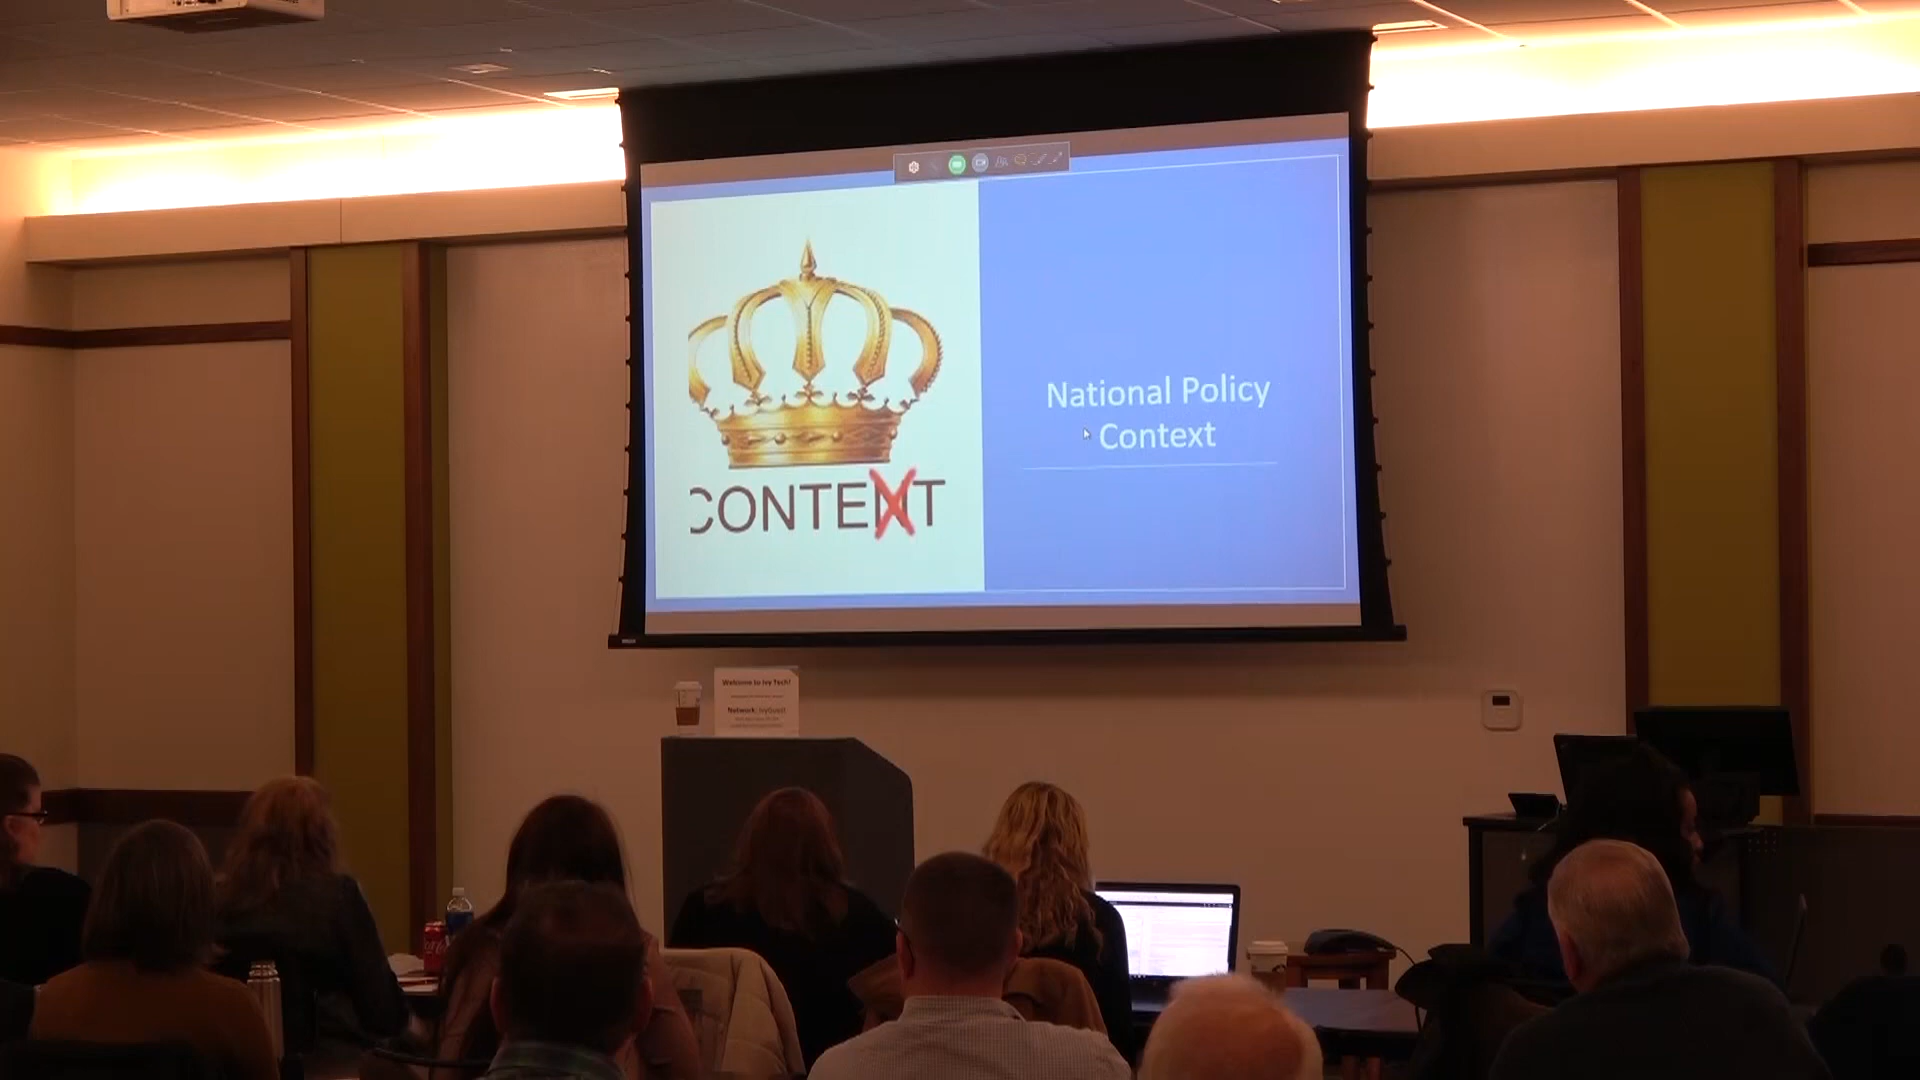 CONTEXT
National Policy
Context
Welcome to Ivy Tech!
Network: IvyGuest